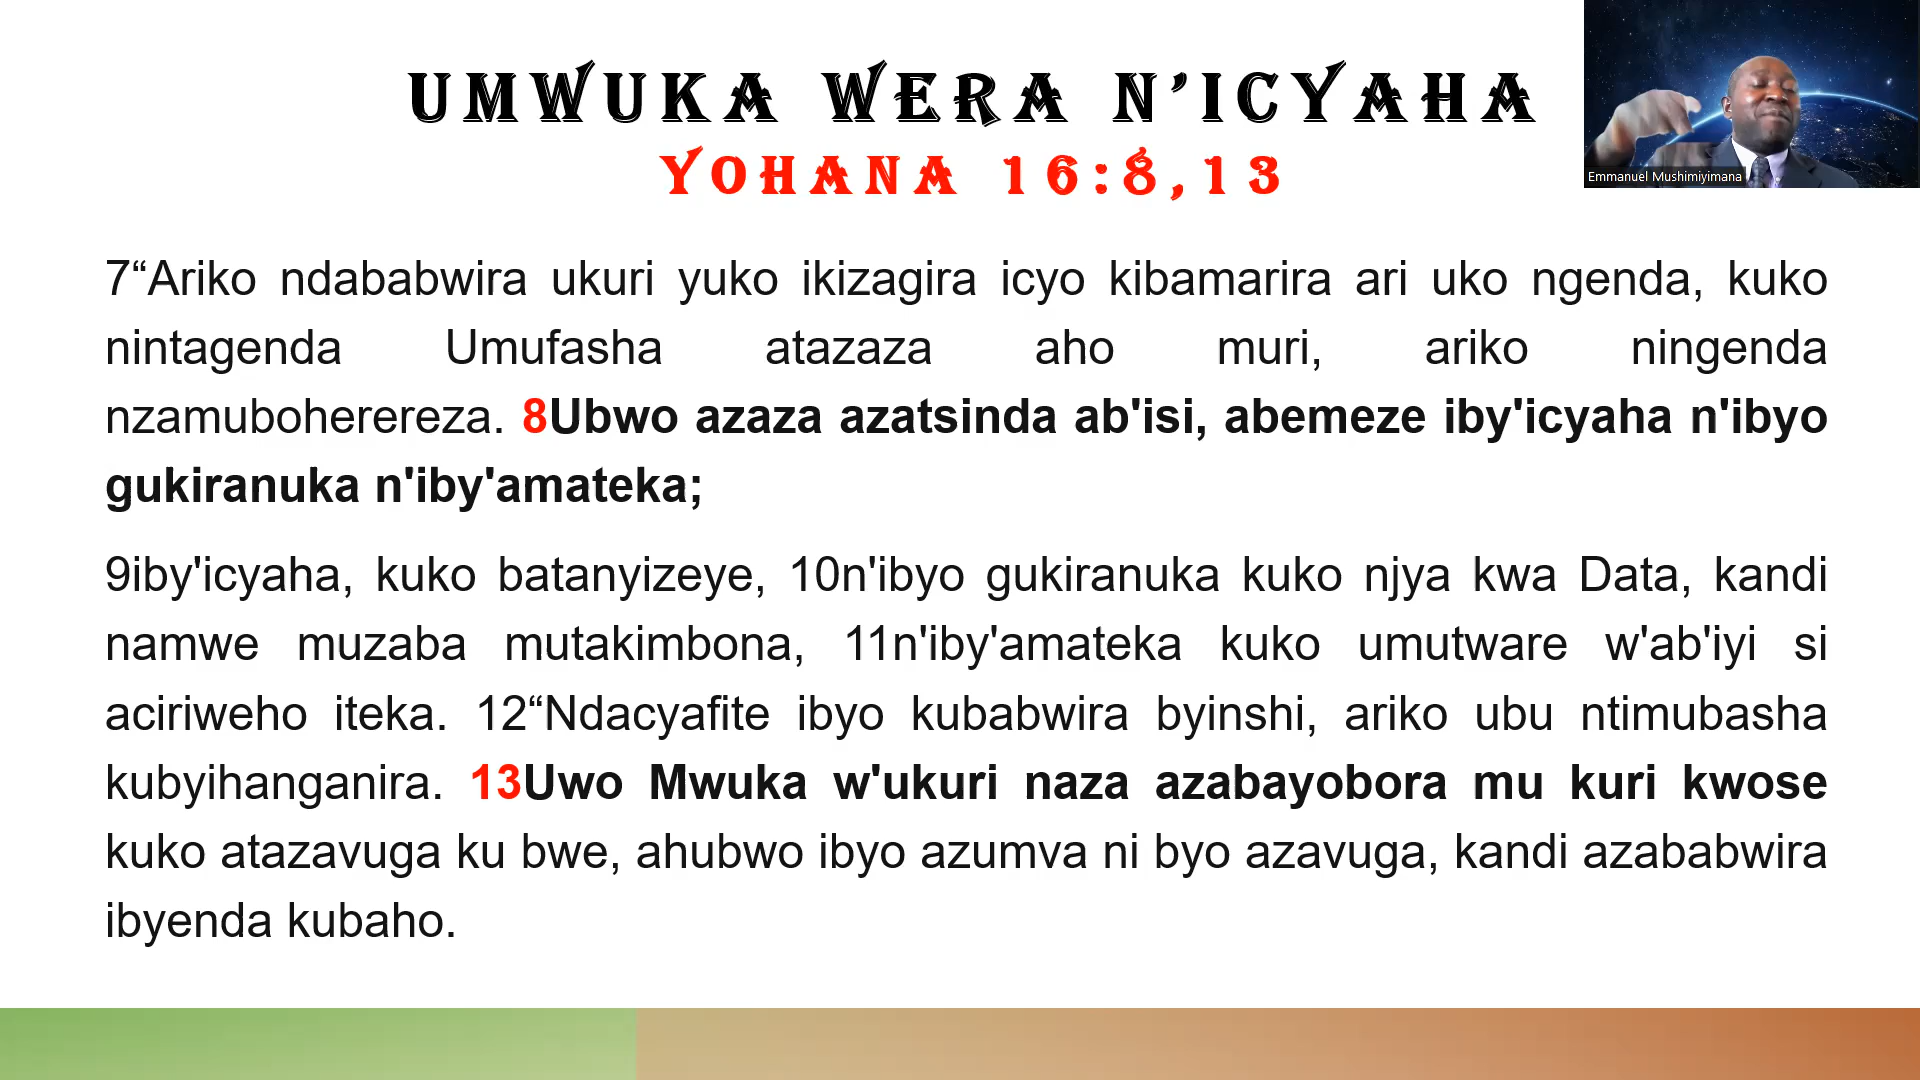 UMWUKA WERA N’ICYAHA
YOHANA 16:8,13
Emmanuel Mushimiyimana
7“Ariko ndababwira ukuri yuko ikizagira icyo kibamarira ari uko ngenda, kuko
nintagenda Umufasha atazaza aho muri, ariko ningenda
nzamuboherereza. 8Ubwo azaza azatsinda ab'isi, abemeze iby'icyaha n'ibyo
gukiranuka n'iby'amateka;
9iby'icyaha, kuko batanyizeye, 10n'ibyo gukiranuka kuko njya kwa Data, kandi
namwe muzaba mutakimbona, 11n'iby'amateka kuko umutware w'ab'iyi si
aciriweho iteka. 12“Ndacyafite ibyo kubabwira byinshi, ariko ubu ntimubasha
kubyihanganira. 13Uwo Mwuka w'ukuri naza azabayobora mu kuri kwose
kuko atazavuga ku bwe, ahubwo ibyo azumva ni byo azavuga, kandi azababwira
ibyenda kubaho.